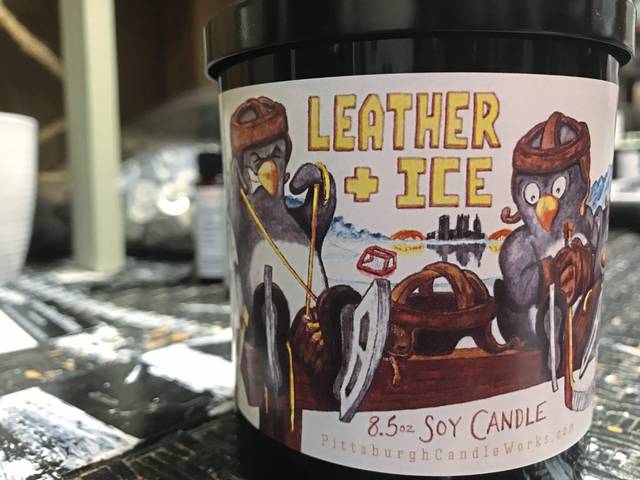 LEATHER
+ ICE
8.5oz SOY CANDLE
PittsburghCandleWorks.com